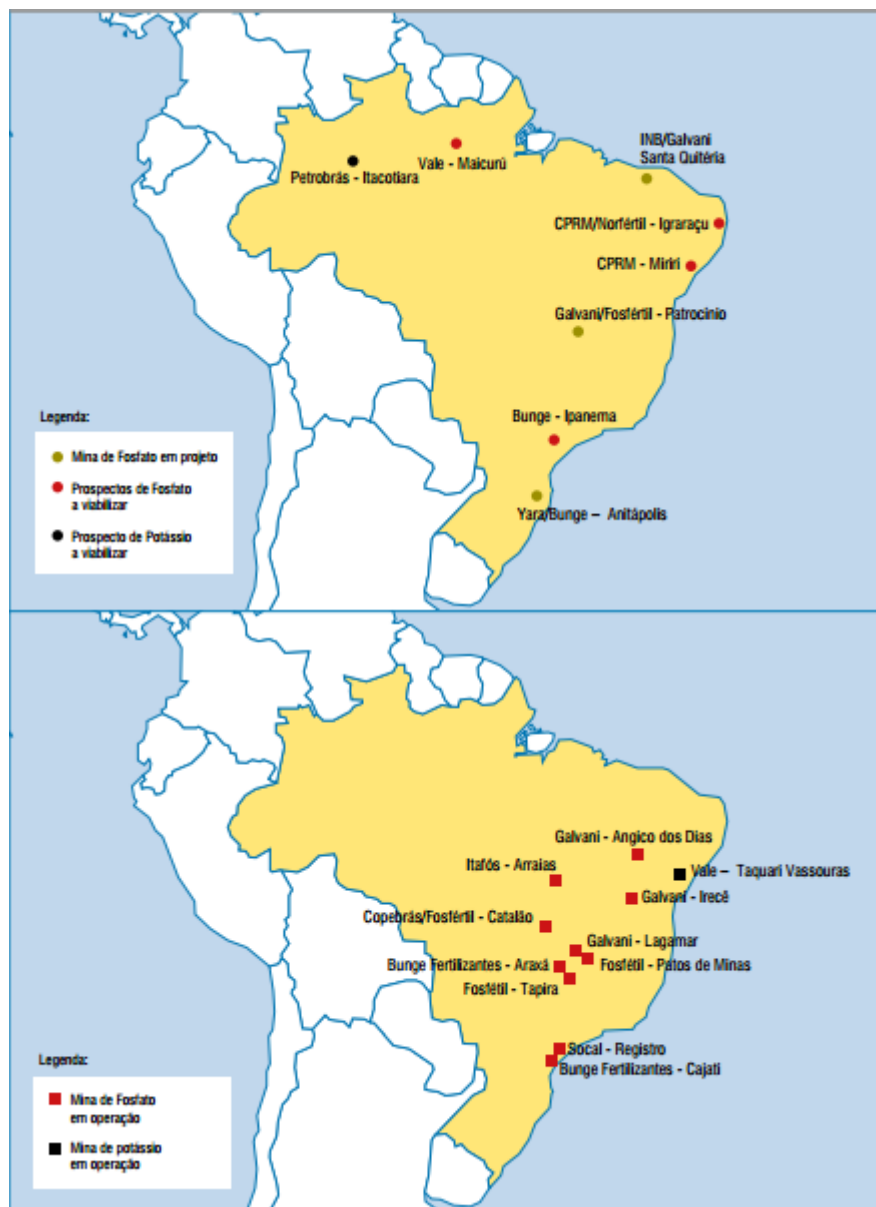 INB/Galvani
Santa Quitéria
Vale - Maicurú
Petrobrás - Itacotiara
CPRM/Norfértil - Igraraçu
CPRM - Miriri
Galvani/Fosfértil - Patrocínio
Bunge - Ipanema
Yara/Bunge – Anitápolis
Legenda:
Mina de Fosfato em projeto
Prospectos de Fosfato
a viabilizar
Prospecto de Potássio
a viabilizar
Galvani - Angico dos Dias
Itafós - Arraias
Vale – Taquari Vassouras
Galvani - Irecê
Copebrás/Fosfértil - Catalão
Galvani - Lagamar
Bunge Fertilizantes - Araxá
Fosfétil - Patos de Minas
Fosfétil - Tapira
Socal - Registro
Bunge Fertilizantes - Cajati
Legenda:
Mina de Fosfato
em operação
Mina de potássio
em operação